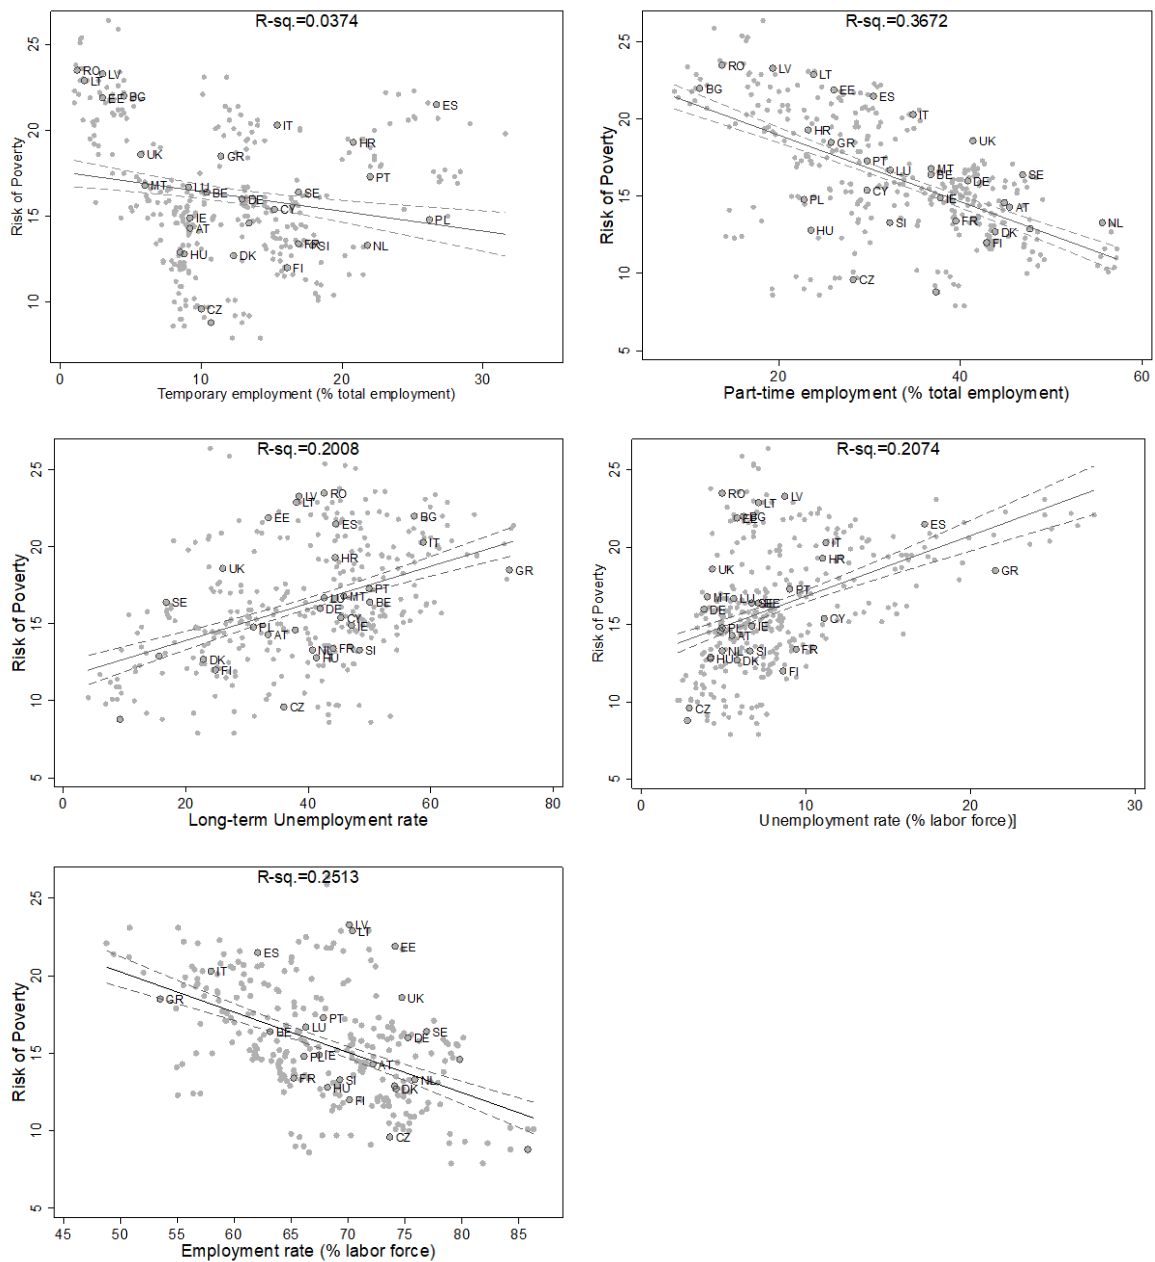 R-sq.=0.0374
25
20
15
10
Risk of Poverty
RO
LV
LT
EE
BG
ES
IT
HR
UK
GR
PT
MT
LU
BE
SE
DE
CY
IE
AT
PL
HU
DK
FR
SI
NL
FI
CZ
0 10 20 30
Temporary employment (% total employment)
R-sq.=0.3672
25
20
15
10
5
Risk of Poverty
RO
LV
LT
BG
EE
ES
IT
HR
GR
UK
PT
LU
MT
BE
DE
SE
CY
PL
IE
AT
HU
SI
FR
DK
FI
NL
CZ
20 40 60
Part-time employment (% total employment)
R-sq.=0.2008
25
20
15
10
5
Risk of Poverty
LV
RO
LT
EE
ES
BG
IT
HR
UK
GR
PT
SE
LU
MT
DE
BE
PL
AT
CY
IE
NL
FR
SI
HU
DK
FI
CZ
0 20 40 60 80
Long-term Unemployment rate
R-sq.=0.2074
25
20
15
10
5
Risk of Poverty
RO
LV
LT
EE
BG
ES
IT
HR
UK
GR
PT
MT
LU
DE
SE
BE
CY
PL
IE
AT
NL
SI
FR
HU
DK
FI
CZ
0 10 20 30
Unemployment rate (% labor force)]
R-sq.=0.2513
25
20
15
10
5
Risk of Poverty
LV
LT
EE
ES
IT
GR
UK
PT
LU
BE
DE
SE
PL
IE
AT
FR
SI
HU
NL
DK
FI
CZ
45 50 55 60 65 70 75 80 85
Employment rate (% labor force)